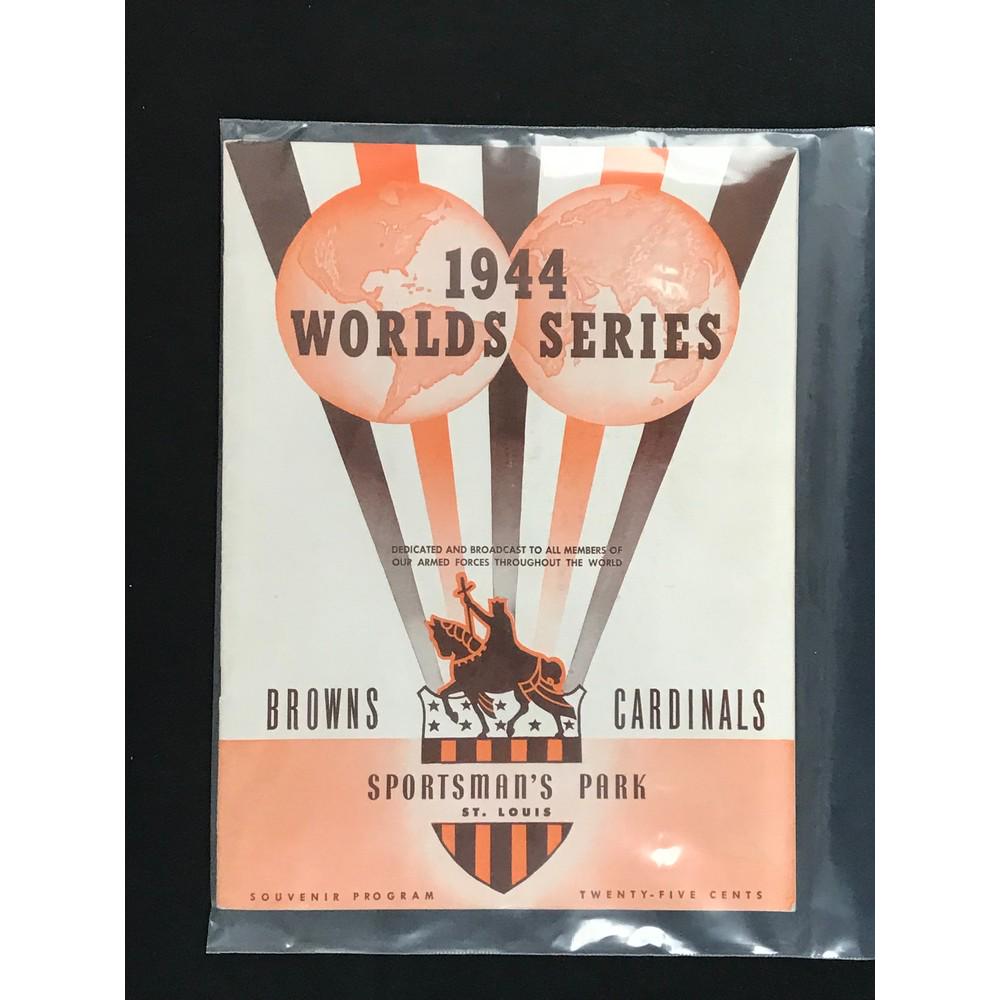 1944
WORLDS SERIES
DEDICATED AND BROADCAST TO ALL MEMBERS OF
OUR ARMED FORCES THROUGHOUT THE WORLD
BROWNS CARDINALS
SPORTSMAN'S PARK
ST. LOUIS
SOUVENIR PROGRAM TWENTY-FIVE CENTS